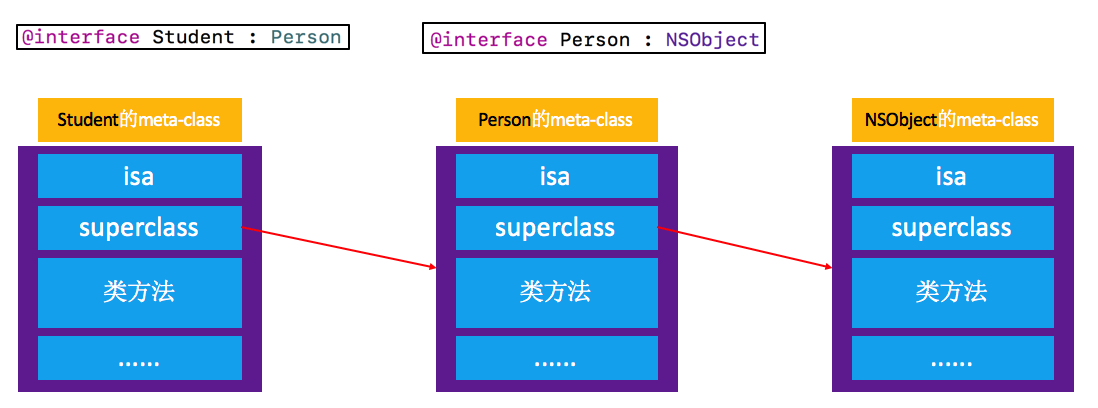 @interface Student : Person
@interface Person : NSObject
Student的meta-class
Person的meta-class
NSObject的meta-class
isa
isa
isa
superclass
superclass
superclass
类方法
类方法
类方法
......
......
......